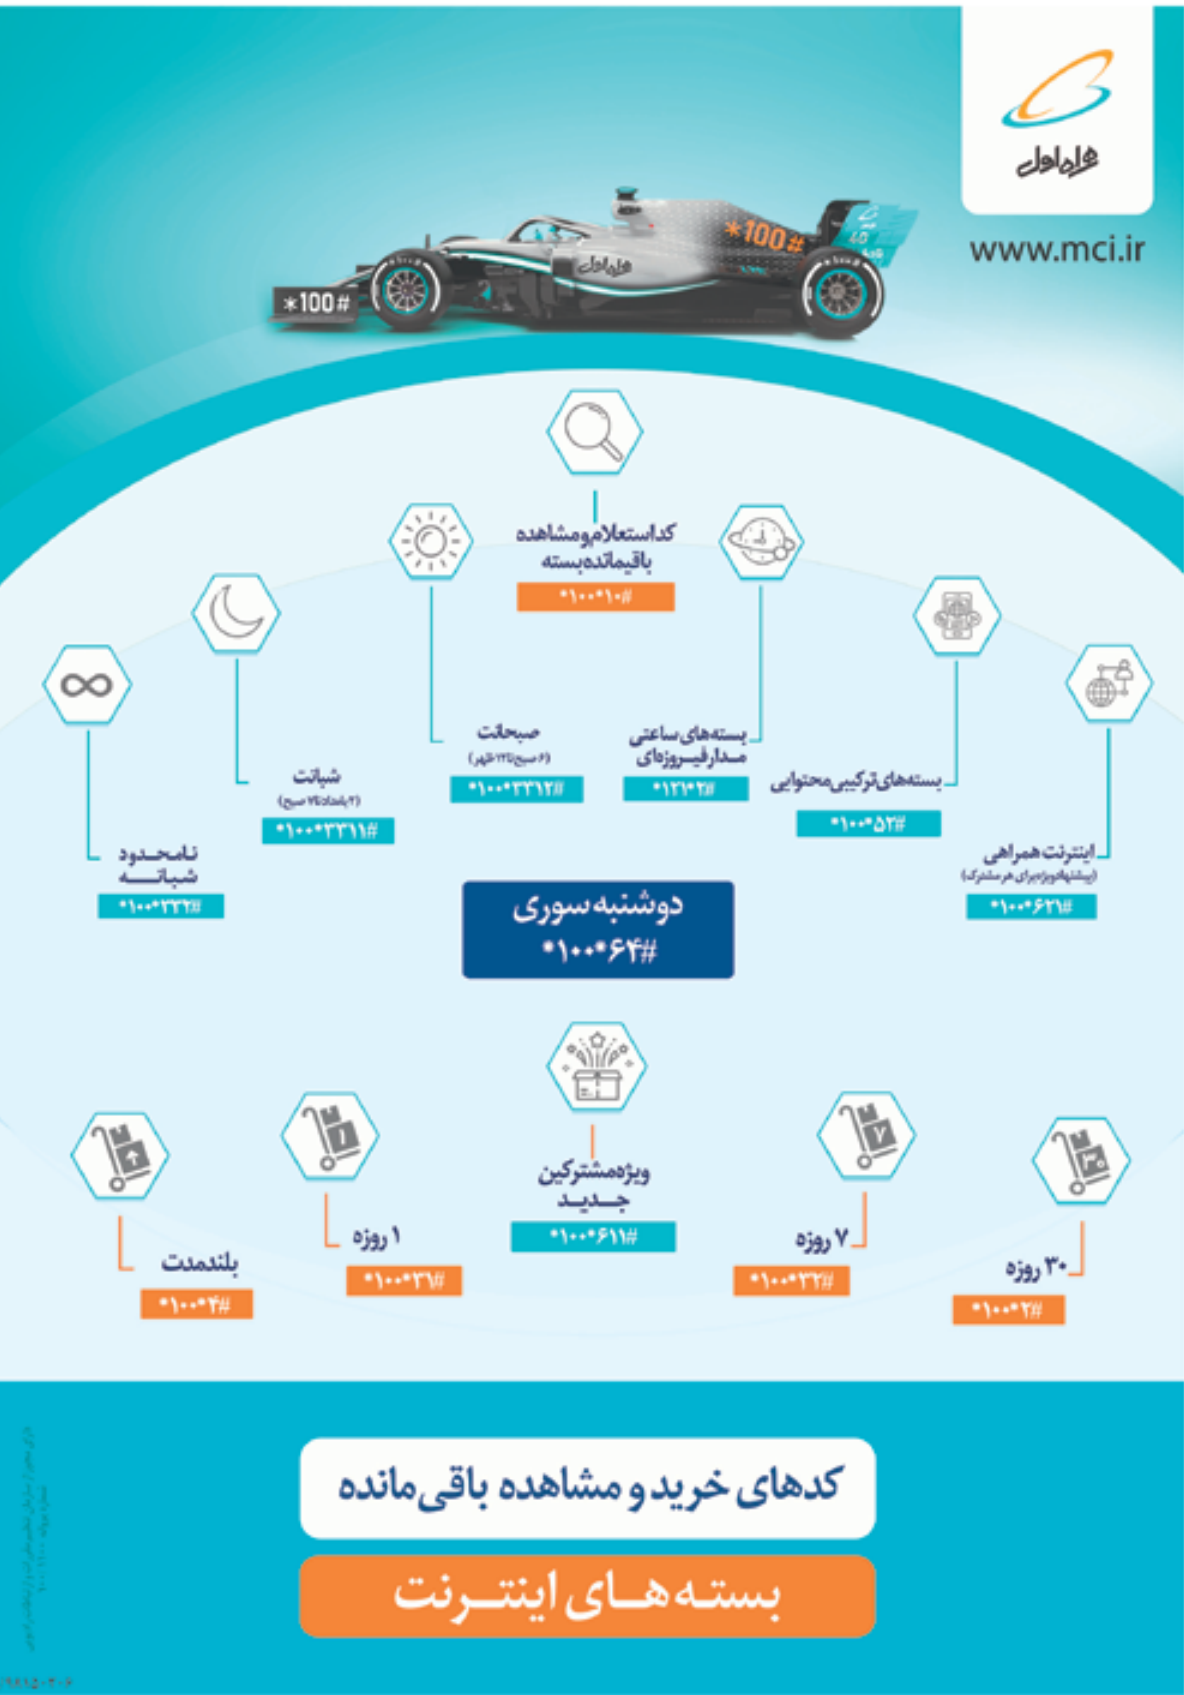 همراه اول
www.mci.ir
*100#
همراه اول
*100#
کد استعلام و مشاهده
باقیمانده بسته
*۱۰۰*۱۰#
بسته‌های ساعتی
مدار فیروزه‌ای
*۱۲۱*۲#
صبحانت
(۶ صبح تا ۱۲ ظهر)
*۱۰۰*۳۳۱۲#
بسته‌های ترکیبی محتوایی
*۱۰۰*۵۲#
شبانت
(۲ بامداد تا ۷ صبح)
*۱۰۰*۳۳۱۱#
اینترنت همراهی
(پیشنهاد ویژه برای هر مشترک)
*۱۰۰*۶۲۱#
نامحدود
شبانه
*۱۰۰*۳۳۲#
دوشنبه سوری
*۱۰۰*۶۴#
ویژه مشترکین
جدید
*۱۰۰*۶۱۱#
۳۰
۳۰ روزه
*۱۰۰*۲#
۷
۷ روزه
*۱۰۰*۳۲#
۱
۱ روزه
*۱۰۰*۳۱#
بلندمدت
*۱۰۰*۴#
کدهای خرید و مشاهده باقی‌مانده
بسته‌های اینترنت